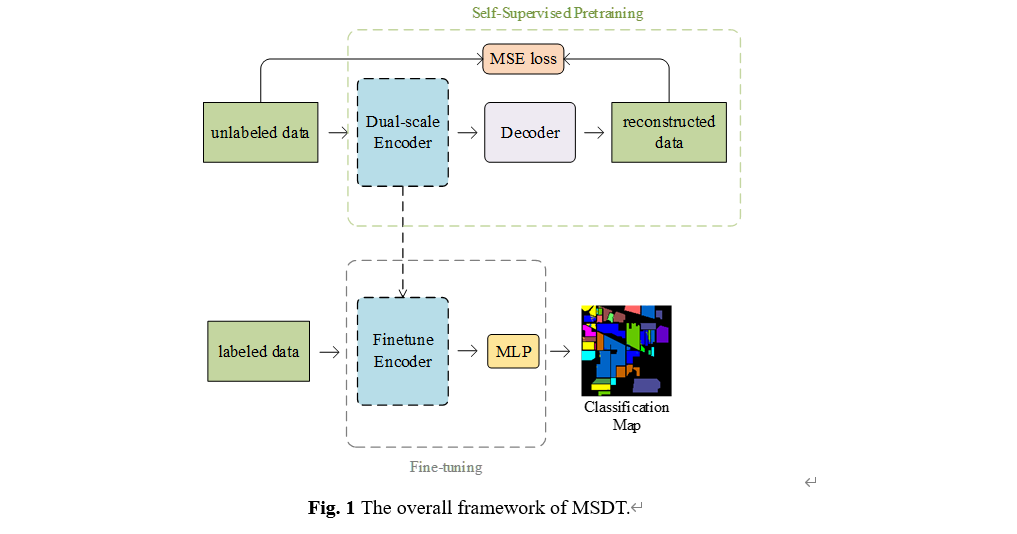 Self-Supervised Pretraining
MSE loss
unlabeled data
Dual-scale
Encoder
Decoder
reconstructed
data
labeled data
Finetune
Encoder
MLP
Classification
Map
Fine-tuning
Fig. 1 The overall framework of MSDT.